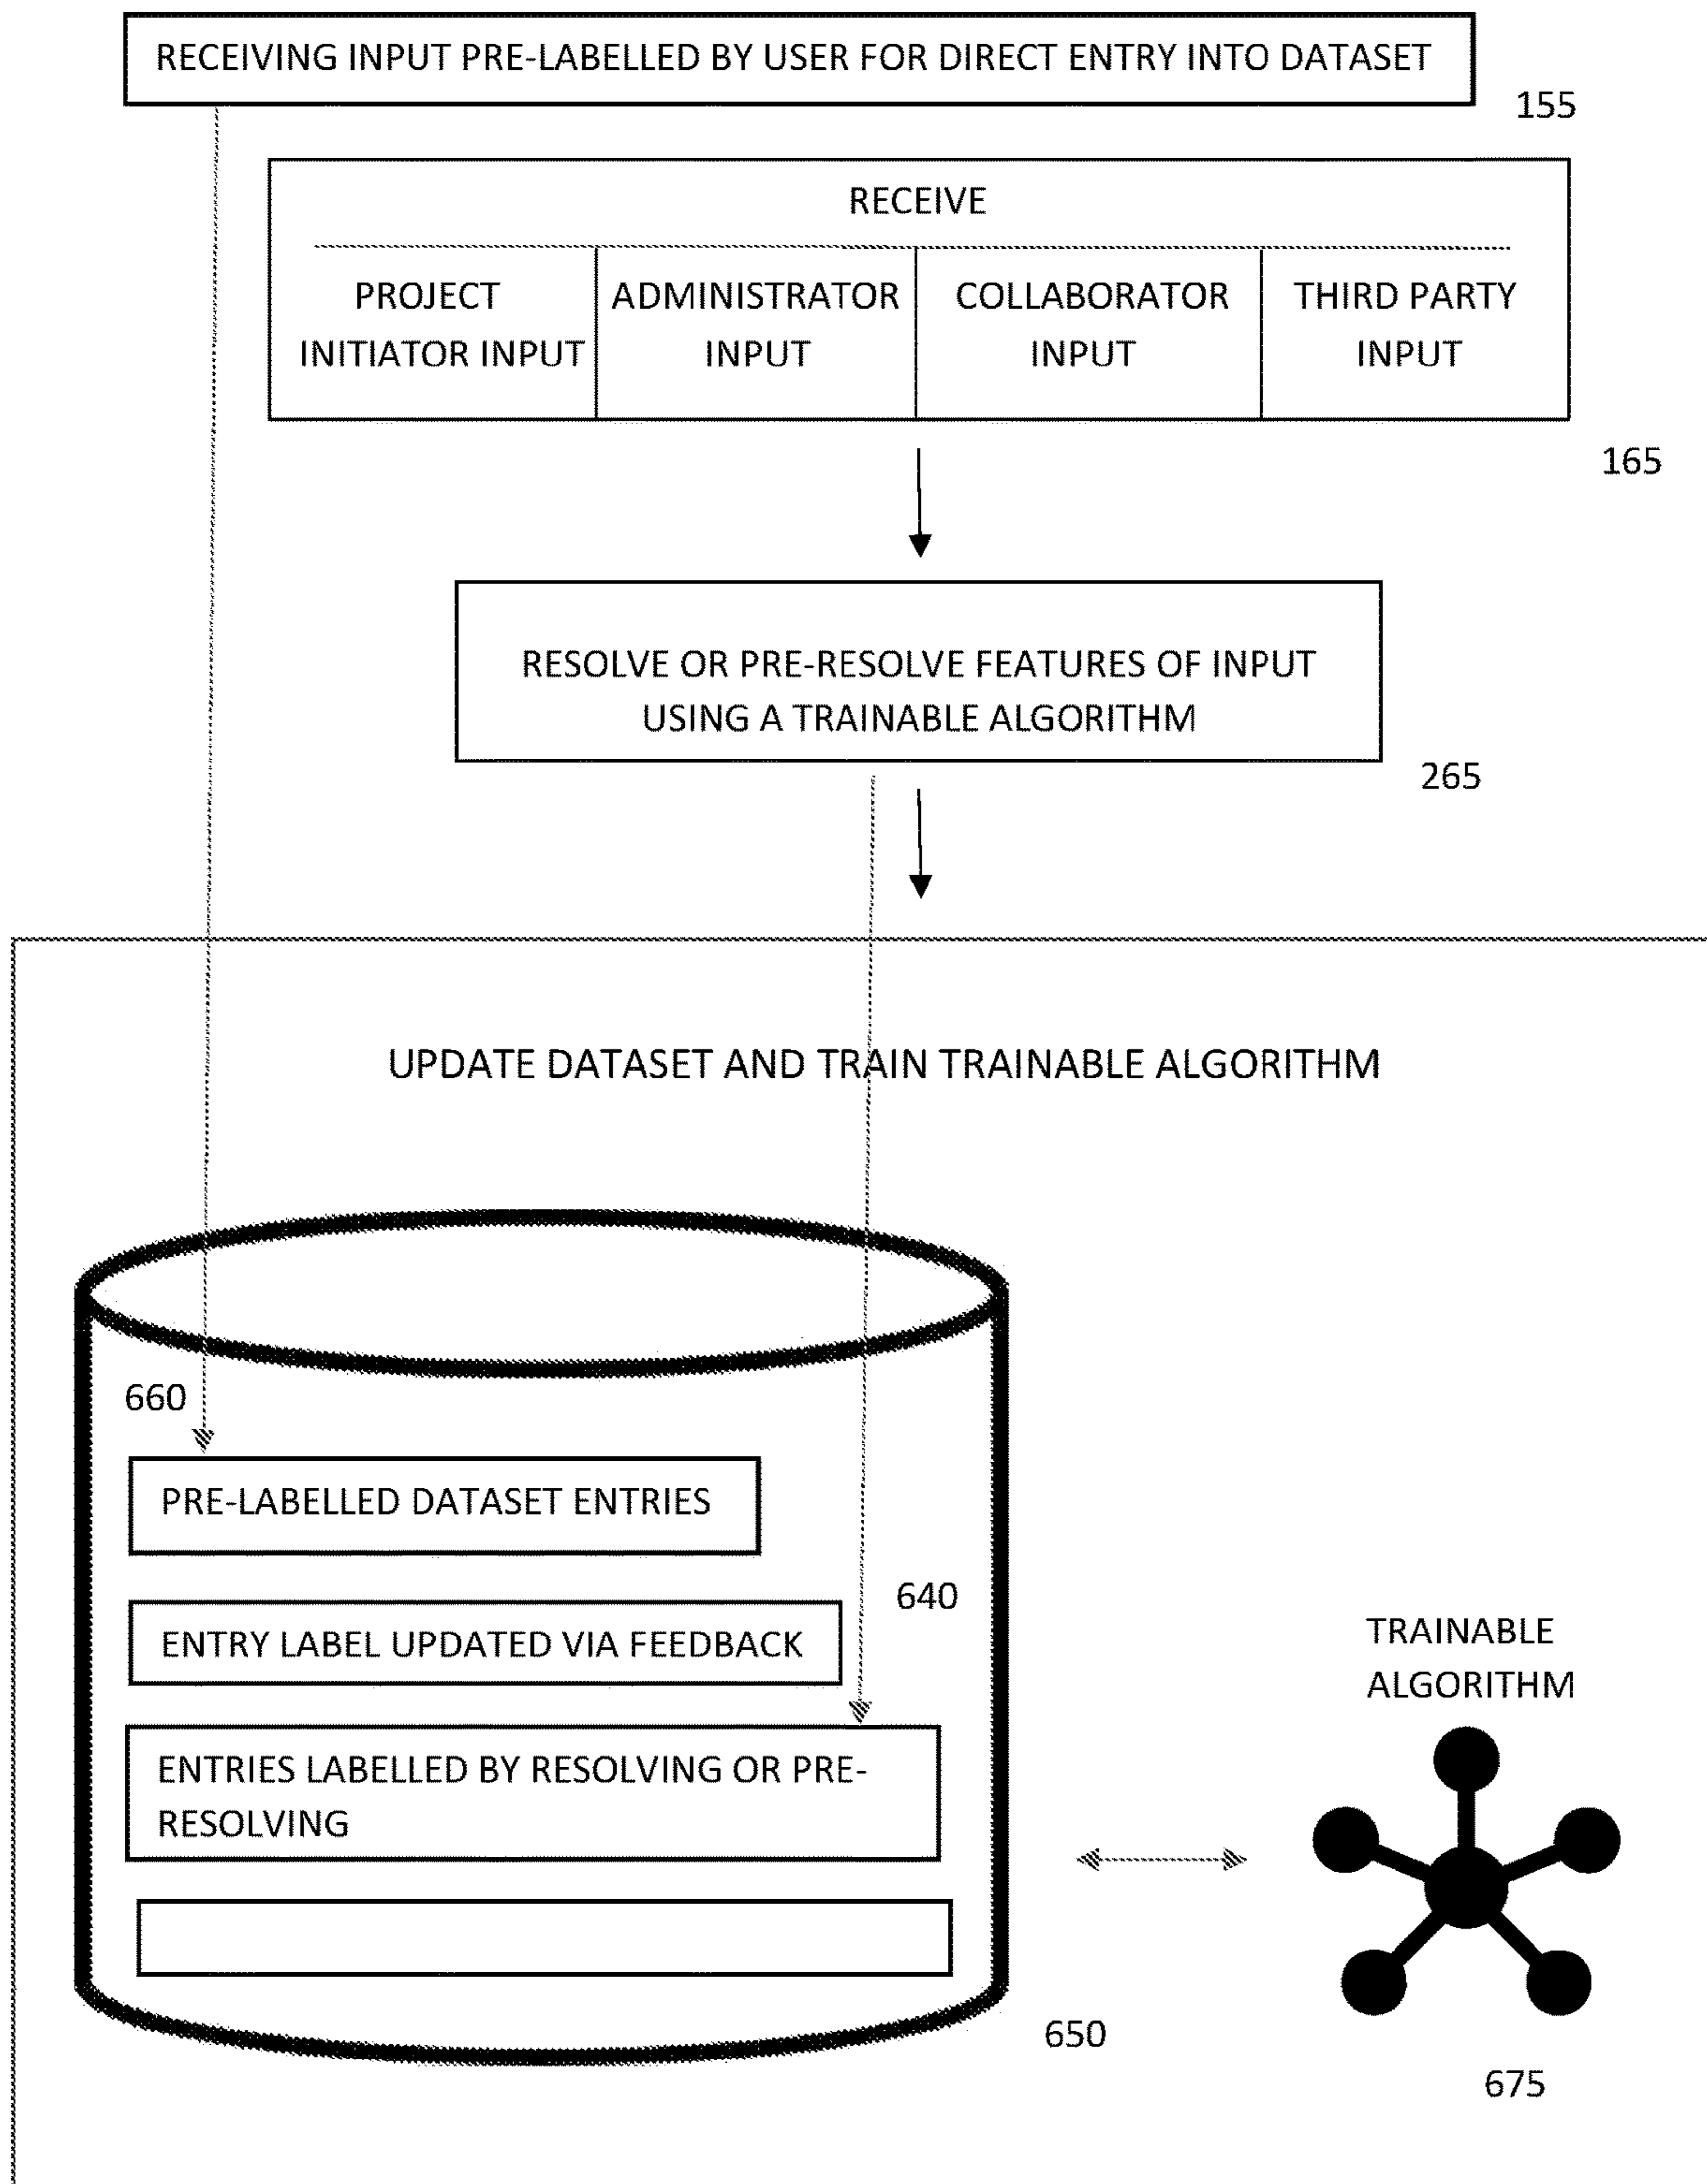 RECEIVING INPUT PRE-LABELLED BY USER FOR DIRECT ENTRY INTO DATASET
155
RECEIVE
PROJECT
INITIATOR INPUT
ADMINISTRATOR
INPUT
COLLABORATOR
INPUT
THIRD PARTY
INPUT
165
RESOLVE OR PRE-RESOLVE FEATURES OF INPUT
USING A TRAINABLE ALGORITHM
265
UPDATE DATASET AND TRAIN TRAINABLE ALGORITHM
660
PRE-LABELLED DATASET ENTRIES
640
ENTRY LABEL UPDATED VIA FEEDBACK
ENTRIES LABELLED BY RESOLVING OR PRE-
RESOLVING
650
TRAINABLE
ALGORITHM
675